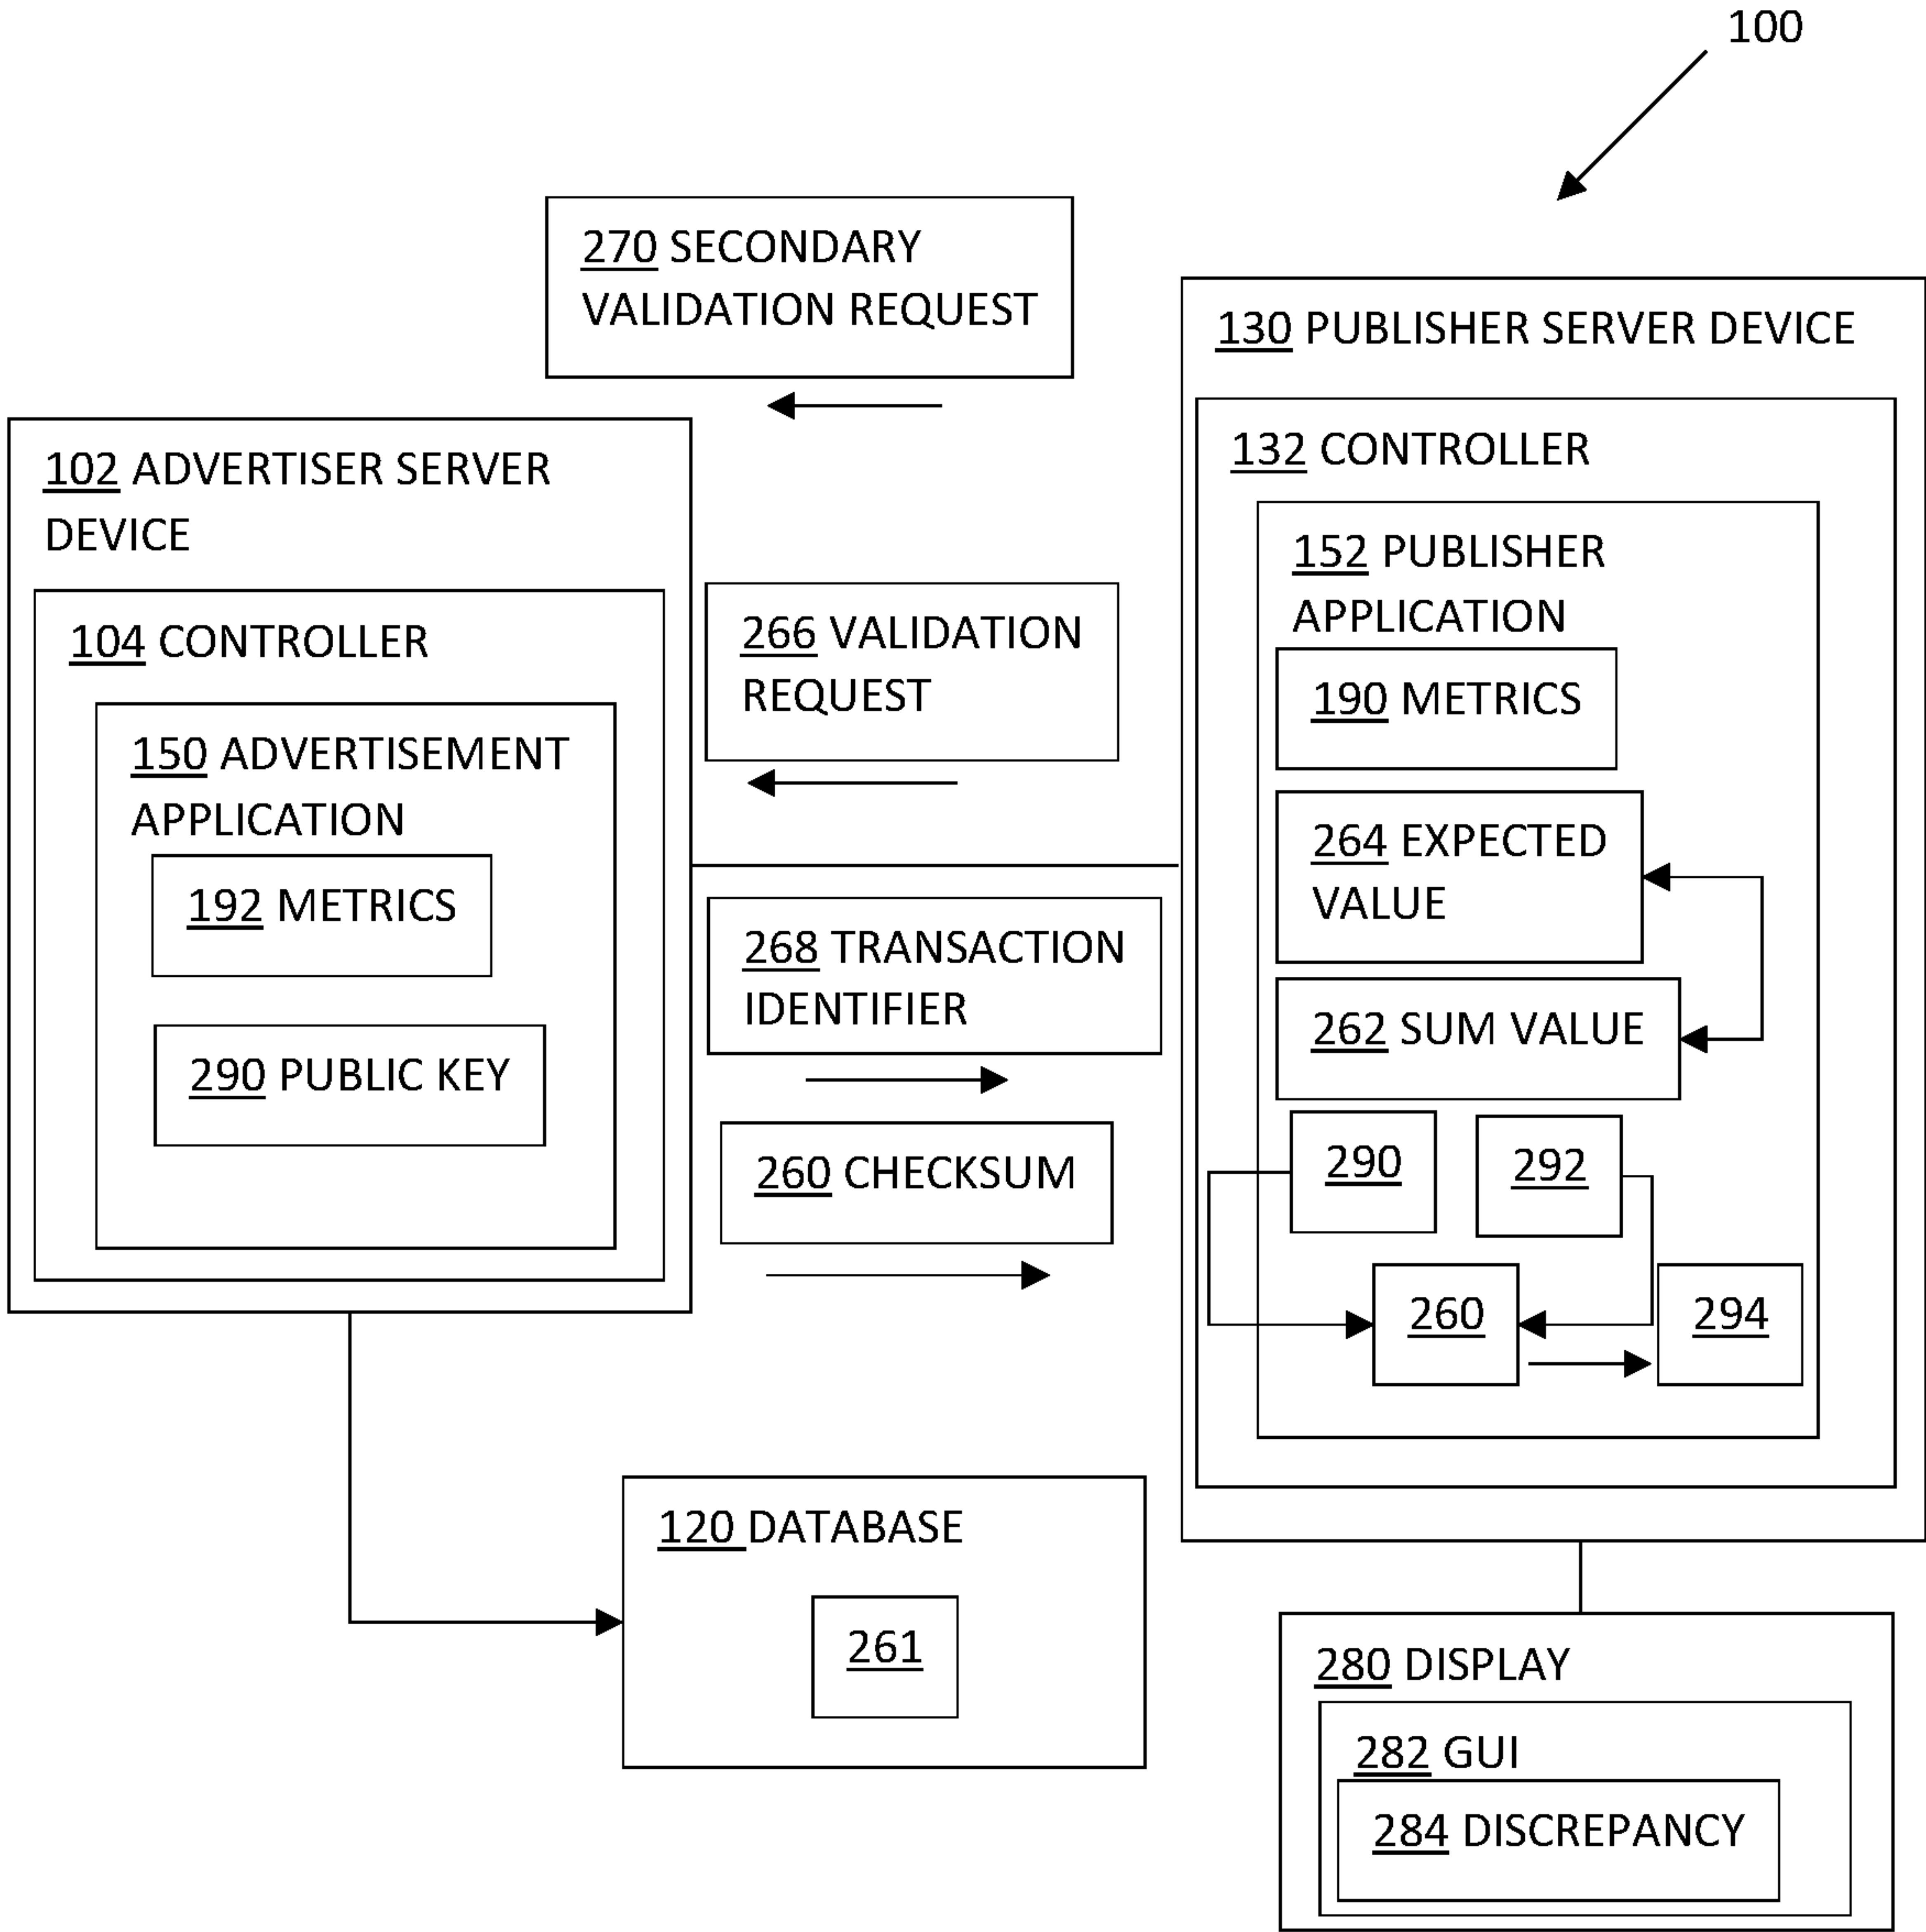 100
270 SECONDARY
VALIDATION REQUEST
130 PUBLISHER SERVER DEVICE
132 CONTROLLER
102 ADVERTISER SERVER
DEVICE
152 PUBLISHER
APPLICATION
104 CONTROLLER
266 VALIDATION
REQUEST
190 METRICS
150 ADVERTISEMENT
APPLICATION
264 EXPECTED
VALUE
192 METRICS
268 TRANSACTION
IDENTIFIER
262 SUM VALUE
290 PUBLIC KEY
260 CHECKSUM
290
292
260
294
120 DATABASE
261
280 DISPLAY
282 GUI
284 DISCREPANCY